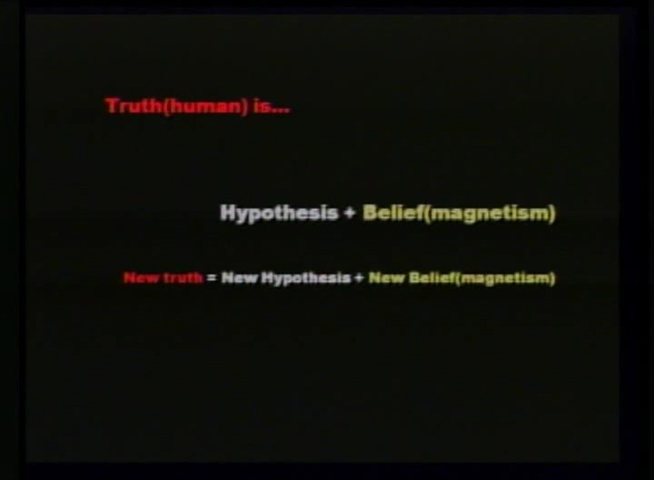 Truth(human) is...
Hypothesis + Belief(magnetism)
New truth = New Hypothesis + New Belief(magnetism)